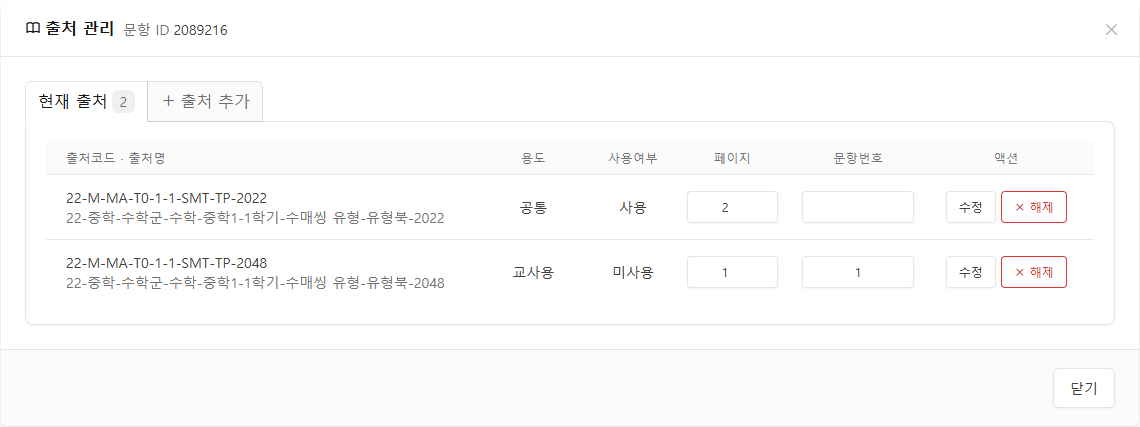 출처 관리 문항 ID 2089216
현재 출처 2 + 출처 추가
출처코드 · 출처명 용도 사용여부 페이지 문항번호 액션
22-M-MA-T0-1-1-SMT-TP-2022
22-중학-수학군-수학-중학1-1학기-수매씽 유형-유형북-2022
공통 사용 2 수정 × 해제
22-M-MA-T0-1-1-SMT-TP-2048
22-중학-수학군-수학-중학1-1학기-수매씽 유형-유형북-2048
교사용 미사용 1 1 수정 × 해제
닫기